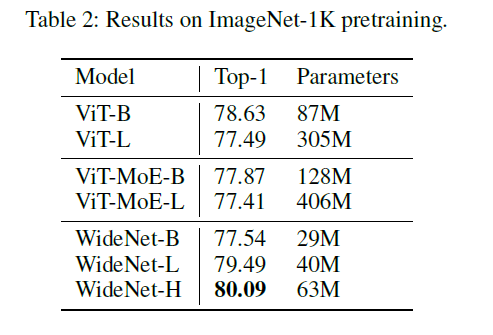 Table 2: Results on ImageNet-1K pretraining.
Model Top-1 Parameters
ViT-B 78.63 87M
ViT-L 77.49 305M
ViT-MoE-B 77.87 128M
ViT-MoE-L 77.41 406M
WideNet-B 77.54 29M
WideNet-L 79.49 40M
WideNet-H 80.09 63M